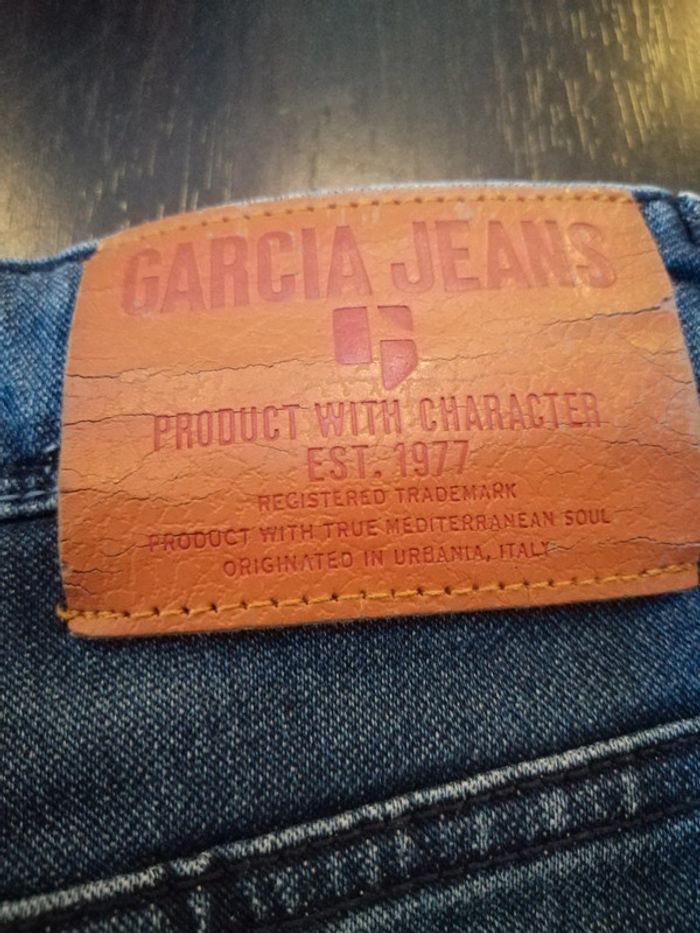 GARCIA JEANS
PRODUCT WITH CHARACTER
EST. 1977
REGISTERED TRADEMARK
PRODUCT WITH TRUE MEDITERRANEAN SOUL
ORIGINATED IN URBANIA, ITALY